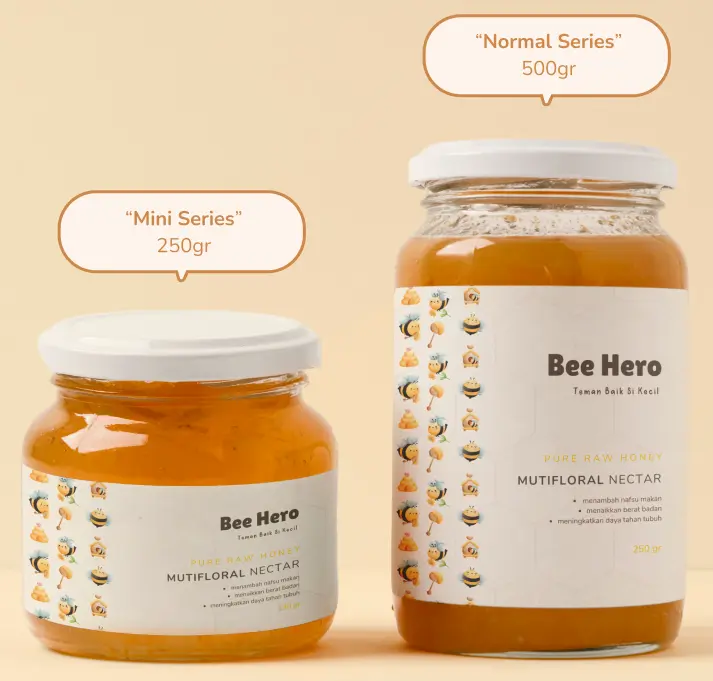 “Normal Series”
500gr
“Mini Series”
250gr
Bee Hero
Teman Baik Si Kecil
PURE RAW HONEY
MUTIFLORAL NECTAR
menambah nafsu makan
menaikkan berat badan
meningkatkan daya tahan tubuh
250 gr
Bee Hero
Teman Baik Si Kecil
PURE RAW HONEY
MUTIFLORAL NECTAR
menambah nafsu makan
menaikkan berat badan
meningkatkan daya tahan tubuh
250 gr